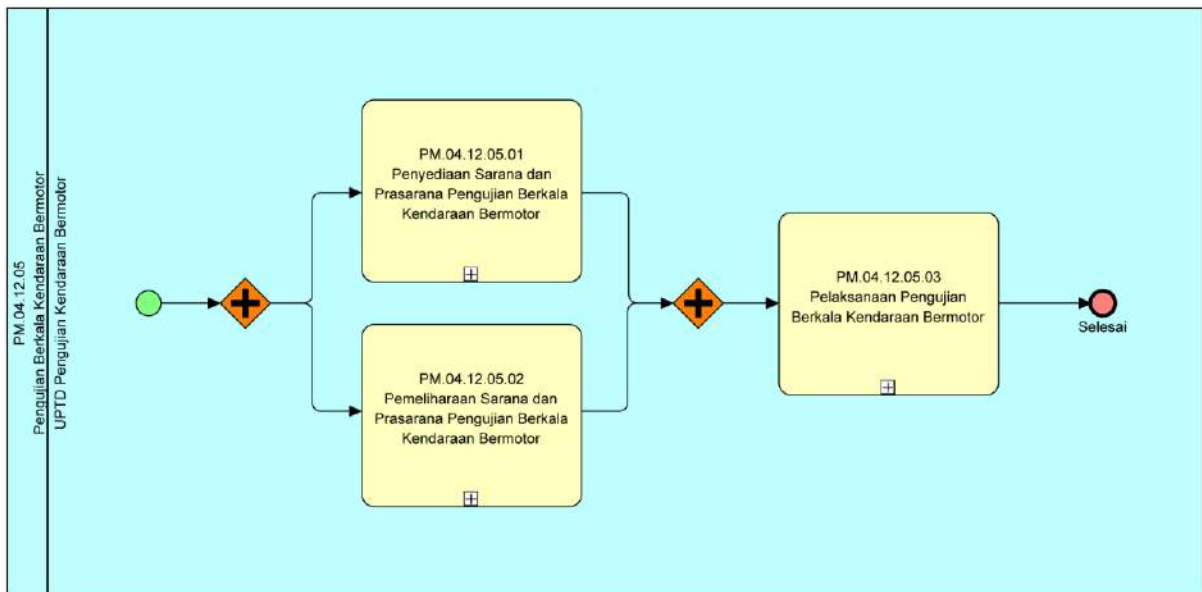 PM.04.12.05
Pengujian Berkala Kendaraan Bermotor
UPTD Pengujian Kendaraan Bermotor
PM.04.12.05.01
Penyediaan Sarana dan
Prasarana Pengujian Berkala
Kendaraan Bermotor
PM.04.12.05.02
Pemeliharaan Sarana dan
Prasarana Pengujian Berkala
Kendaraan Bermotor
PM.04.12.05.03
Pelaksanaan Pengujian
Berkala Kendaraan Bermotor
Selesai